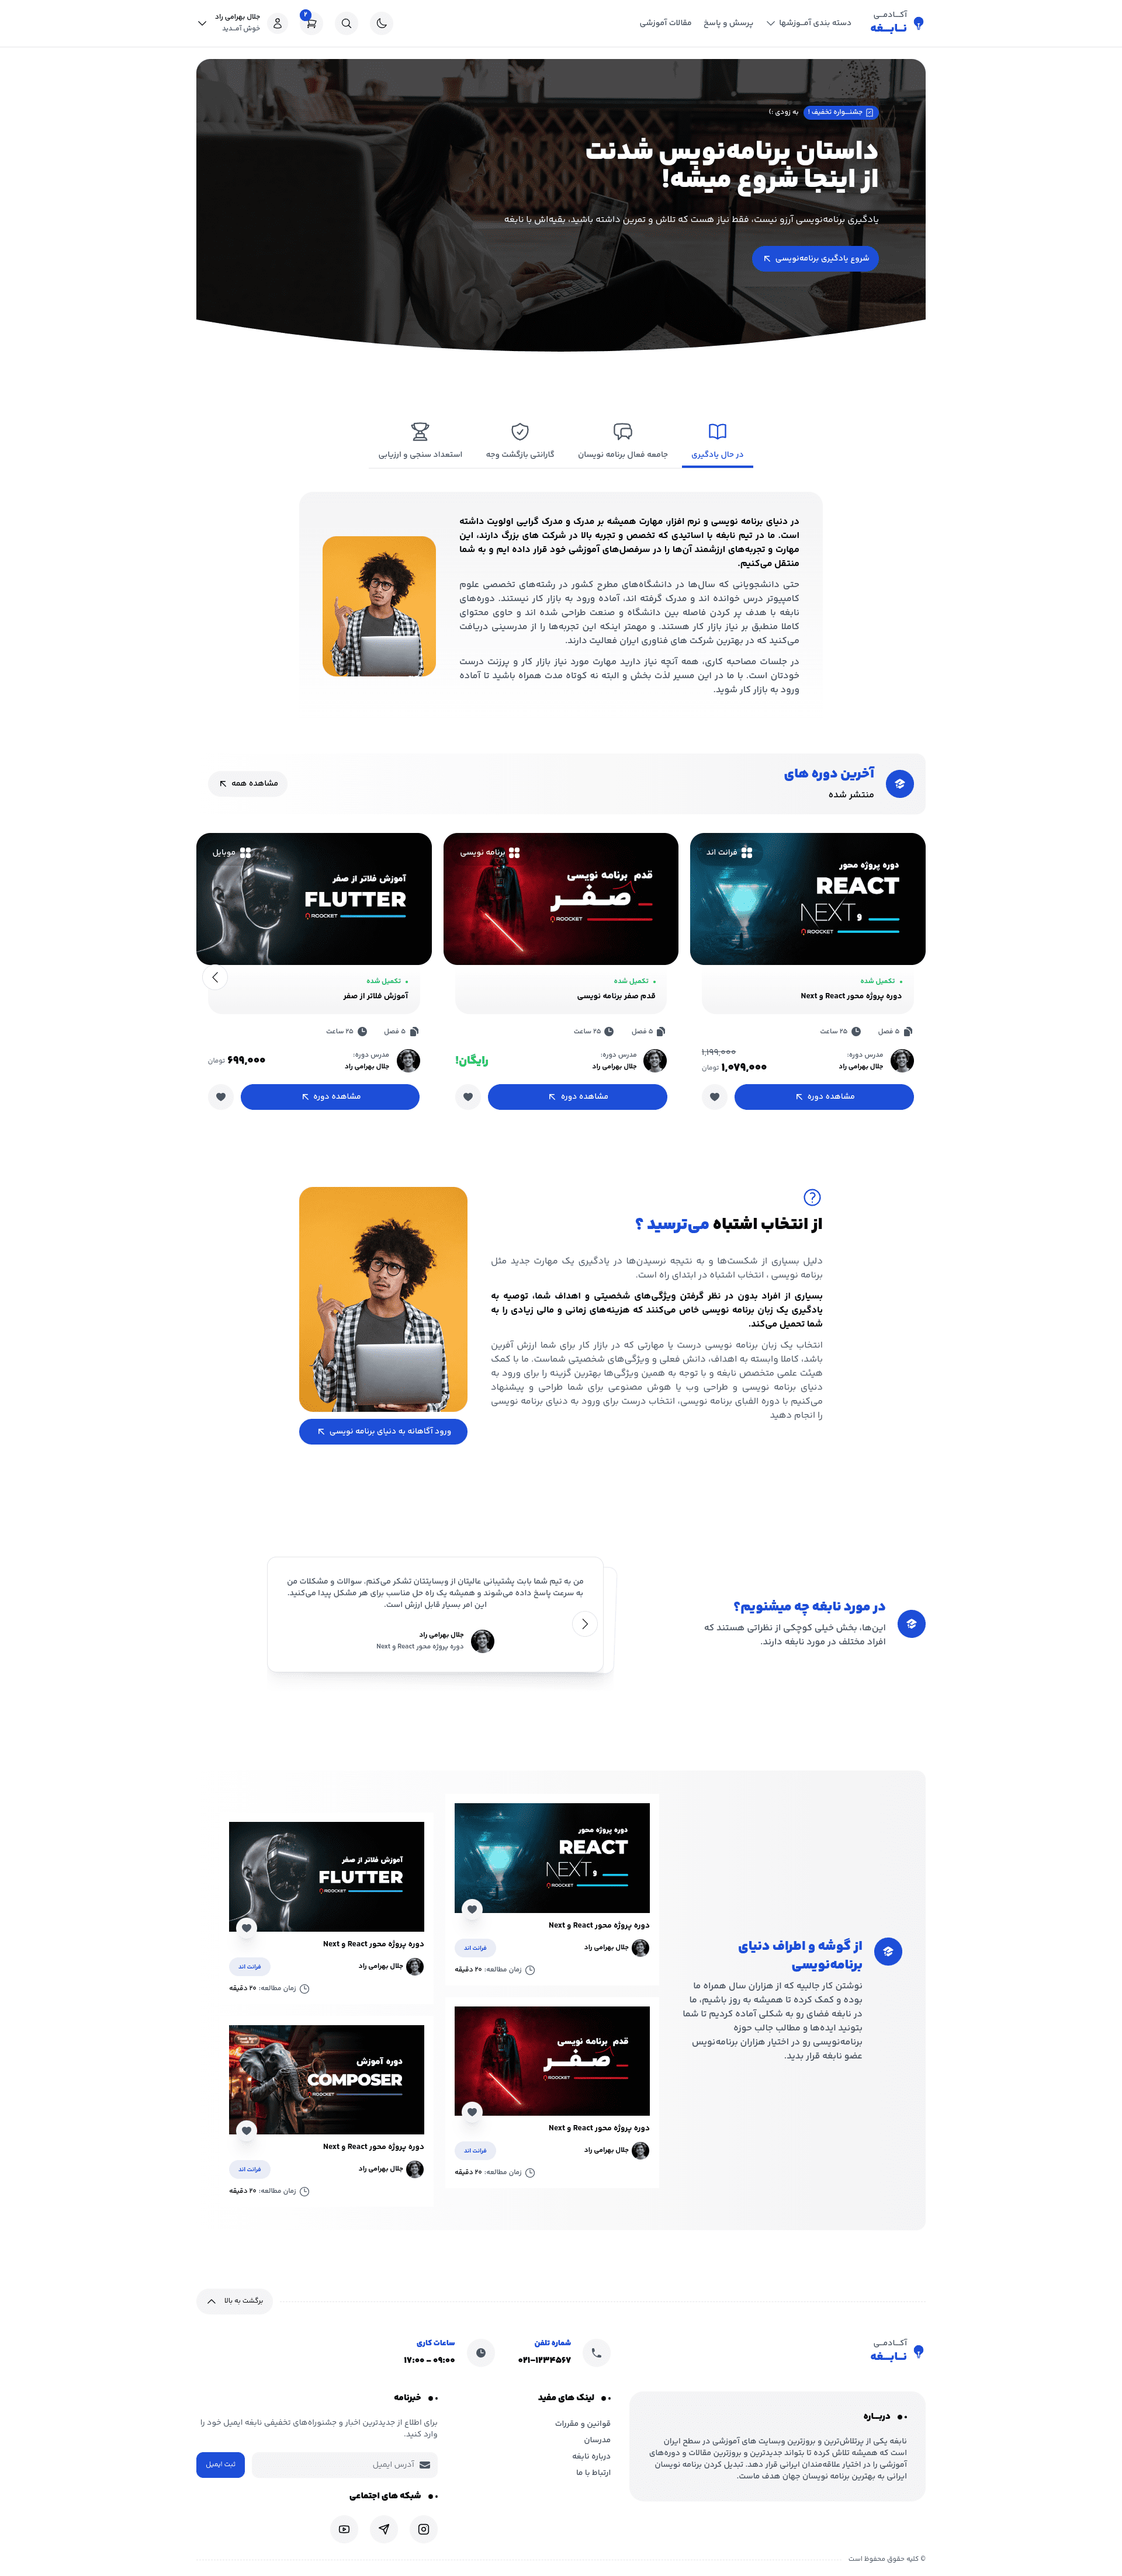 آکـــادمــی
نـــابـــغه
دسته بندی آمـــوزشها
پرسش و پاسخ
مقالات آموزشی
۲
جلال بهرامی راد
خوش آمـــدید
جشنـــواره تخفیف !
به زودی :)
داستان برنامه‌نویس شدنت
از اینجا شروع میشه!
یادگیری برنامه‌نویسی آرزو نیست، فقط نیاز هست که تلاش و تمرین داشته باشید، بقیه‌اش با نابغه
شروع یادگیری برنامه‌نویسی
در حال یادگیری
جامعه فعال برنامه نویسان
گارانتی بازگشت وجه
استعداد سنجی و ارزیابی
در دنیای برنامه نویسی و نرم افزار، مهارت همیشه بر مدرک و مدرک گرایی اولویت داشته
است. ما در تیم نابغه با اساتیدی که تخصص و تجربه بالا در شرکت های بزرگ دارند، این
مهارت و تجربه‌های ارزشمند آن‌ها را در سرفصل‌های آموزشی خود قرار داده ایم و به شما
منتقل می‌کنیم.
حتی دانشجویانی که سال‌ها در دانشگاه‌های مطرح کشور در رشته‌های تخصصی علوم
کامپیوتر درس خوانده اند و مدرک گرفته اند، آماده ورود به بازار کار نیستند. دوره‌های
نابغه با هدف پر کردن فاصله بین دانشگاه و صنعت طراحی شده اند و حاوی محتوای
کاملا منطبق بر نیاز بازار کار هستند. و مهمتر اینکه این تجربه‌ها را از مدرسینی دریافت
می‌کنید که در بهترین شرکت های فناوری ایران فعالیت دارند.
در جلسات مصاحبه کاری، همه آنچه نیاز دارید مهارت مورد نیاز بازار کار و پرزنت درست
خودتان است. با ما در این مسیر لذت بخش و البته نه کوتاه مدت همراه باشید تا آماده
ورود به بازار کار شوید.
آخرین دوره های
منتشر شده
مشاهده همه
فرانت اند
دوره پروژه محور
REACT
و NEXT
ROOCKET
تکمیل شده
دوره پروژه محور React و Next
۵ فصل
۲۵ ساعت
مدرس دوره:
جلال بهرامی راد
۱,۱۹۹,۰۰۰
۱,۰۷۹,۰۰۰ تومان
مشاهده دوره
برنامه نویسی
قدم صفر برنامه نویسی
صـــفـــر
ROOCKET
تکمیل شده
قدم صفر برنامه نویسی
۵ فصل
۲۵ ساعت
مدرس دوره:
جلال بهرامی راد
رایگان!
مشاهده دوره
موبایل
آموزش فلاتر از صفر
FLUTTER
ROOCKET
تکمیل شده
آموزش فلاتر از صفر
۵ فصل
۲۵ ساعت
مدرس دوره:
جلال بهرامی راد
۶۹۹,۰۰۰ تومان
مشاهده دوره
از انتخاب اشتباه می‌ترسید ؟
دلیل بسیاری از شکست‌ها و به نتیجه نرسیدن‌ها در یادگیری یک مهارت جدید مثل
برنامه نویسی ، انتخاب اشتباه در ابتدای راه است.
بسیاری از افراد بدون در نظر گرفتن ویژگی‌های شخصیتی و اهداف شما، توصیه به
یادگیری یک زبان برنامه نویسی خاص می‌کنند که هزینه‌های زمانی و مالی زیادی را به
شما تحمیل می‌کند.
انتخاب یک زبان برنامه نویسی درست یا مهارتی که در بازار کار برای شما ارزش آفرین
باشد، کاملا وابسته به اهداف، دانش فعلی و ویژگی‌های شخصیتی شماست. ما با کمک
هیئت علمی متخصص نابغه و با توجه به همین ویژگی‌ها بهترین گزینه را برای ورود به
دنیای برنامه نویسی و طراحی وب یا هوش مصنوعی برای شما طراحی و پیشنهاد
می‌کنیم با دوره الفبای برنامه نویسی، انتخاب درست برای ورود به دنیای برنامه نویسی
را انجام دهید
ورود آگاهانه به دنیای برنامه نویسی
در مورد نابغه چه میشنویم؟
این‌ها، بخش خیلی کوچکی از نظراتی هستند که
افراد مختلف در مورد نابغه دارند.
من به تیم شما بابت پشتیبانی عالیتان از وبسایتتان تشکر می‌کنم. سوالات و مشکلات من
به سرعت پاسخ داده می‌شوند و همیشه یک راه حل مناسب برای هر مشکل پیدا می‌کنید.
این امر بسیار قابل ارزش است.
جلال بهرامی راد
دوره پروژه محور React و Next
از گوشه و اطراف دنیای
برنامه‌نویسی
نوشتن کار جالبیه که از هزاران سال همراه ما
بوده و کمک کرده تا همیشه به روز باشیم، ما
در نابغه فضای رو به شکلی آماده کردیم تا شما
بتونید ایده‌ها و مطالب جالب حوزه
برنامه‌نویسی رو در اختیار هزاران برنامه‌نویس
عضو نابغه قرار بدید.
دوره پروژه محور
REACT
و NEXT
ROOCKET
دوره پروژه محور React و Next
جلال بهرامی راد
فرانت اند
زمان مطالعه: ۲۰ دقیقه
آموزش فلاتر از صفر
FLUTTER
ROOCKET
دوره پروژه محور React و Next
جلال بهرامی راد
فرانت اند
زمان مطالعه: ۲۰ دقیقه
قدم صفر برنامه نویسی
صـــفـــر
ROOCKET
دوره پروژه محور React و Next
جلال بهرامی راد
فرانت اند
زمان مطالعه: ۲۰ دقیقه
دوره آموزش
COMPOSER
ROOCKET
دوره پروژه محور React و Next
جلال بهرامی راد
فرانت اند
زمان مطالعه: ۲۰ دقیقه
برگشت به بالا
آکـــادمــی
نـــابـــغه
شماره تلفن
۰۲۱-۱۲۳۴۵۶۷
ساعات کاری
۰۹:۰۰ - ۱۷:۰۰
دربـــاره
نابغه یکی از پرتلاش‌ترین و بروزترین وبسایت های آموزشی در سطح ایران
است که همیشه تلاش کرده تا بتواند جدیدترین و بروزترین مقالات و دوره‌های
آموزشی را در اختیار علاقه‌مندان ایرانی قرار دهد. تبدیل کردن برنامه نویسان
ایرانی به بهترین برنامه نویسان جهان هدف ماست.
لینک های مفید
قوانین و مقررات
مدرسان
درباره نابغه
ارتباط با ما
خبرنامه
برای اطلاع از جدیدترین اخبار و جشنوراه‌های تخفیفی نابغه ایمیل خود را
وارد کنید.
آدرس ایمیل
ثبت ایمیل
شبکه های اجتماعی
© کلیه حقوق محفوظ است